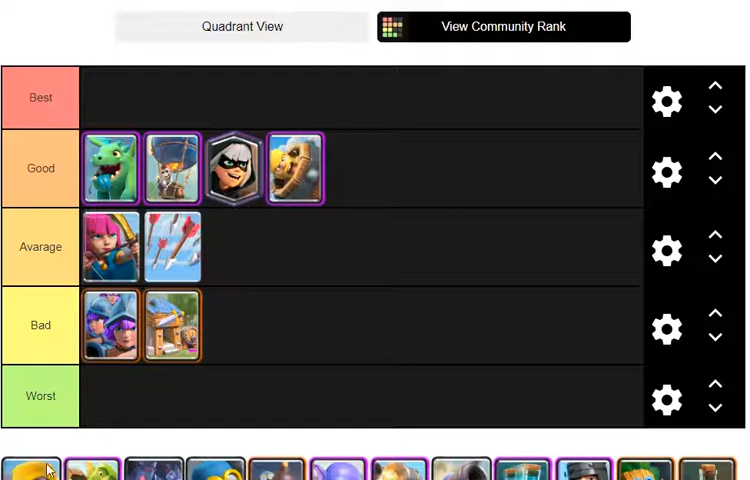 Quadrant View
View Community Rank
Best
Good
Avarage
Bad
Worst